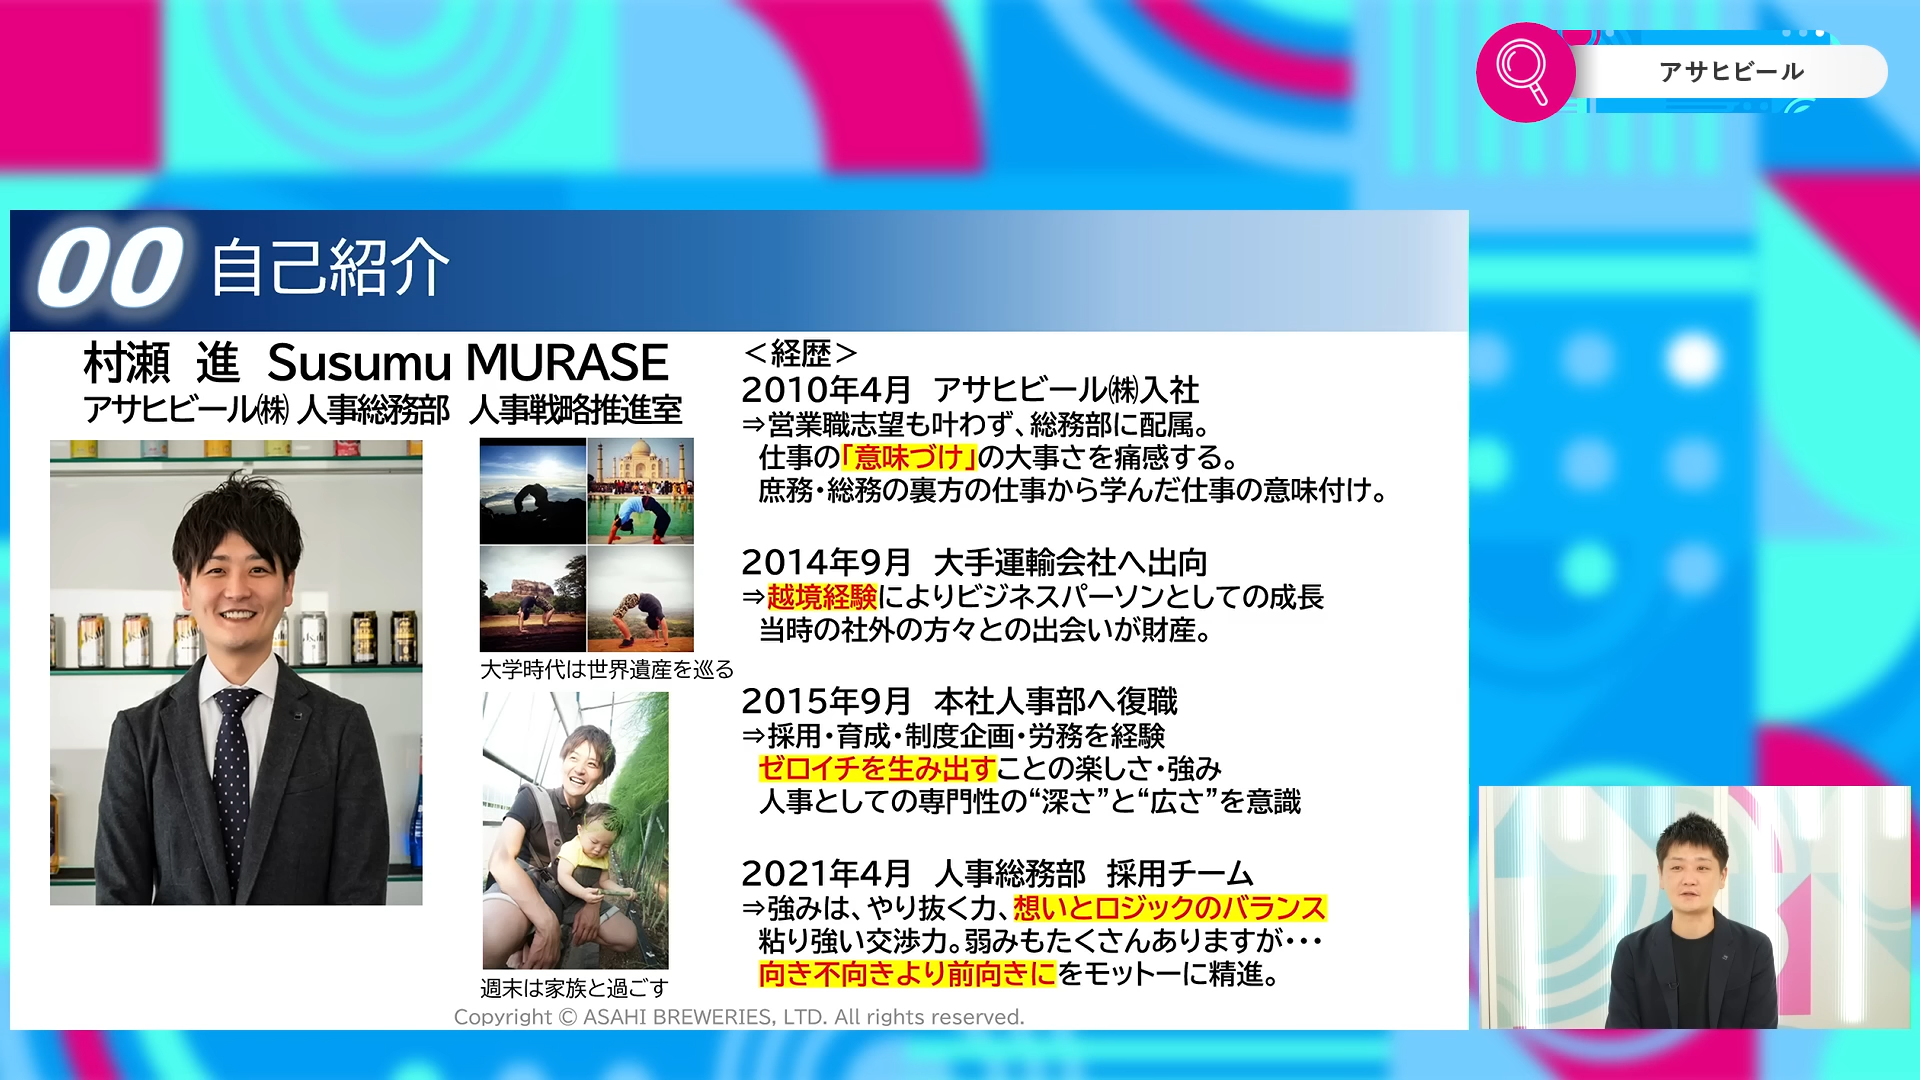 アサヒビール
00 自己紹介
村瀬 進 Susumu MURASE
アサヒビール㈱ 人事総務部 人事戦略推進室
大学時代は世界遺産を巡る
週末は家族と過ごす
＜経歴＞
2010年4月 アサヒビール㈱入社
⇒営業職志望も叶わず、総務部に配属。
仕事の「意味づけ」の大事さを痛感する。
庶務・総務の裏方の仕事から学んだ仕事の意味付け。
2014年9月 大手運輸会社へ出向
⇒越境経験によりビジネスパーソンとしての成長
当時の社外の方々との出会いが財産。
2015年9月 本社人事部へ復職
⇒採用・育成・制度企画・労務を経験
ゼロイチを生み出すことの楽しさ・強み
人事としての専門性の“深さ”と“広さ”を意識
2021年4月 人事総務部 採用チーム
⇒強みは、やり抜く力、想いとロジックのバランス
粘り強い交渉力。弱みもたくさんありますが・・・
向き不向きより前向きにをモットーに精進。
Copyright © ASAHI BREWERIES, LTD. All rights reserved.